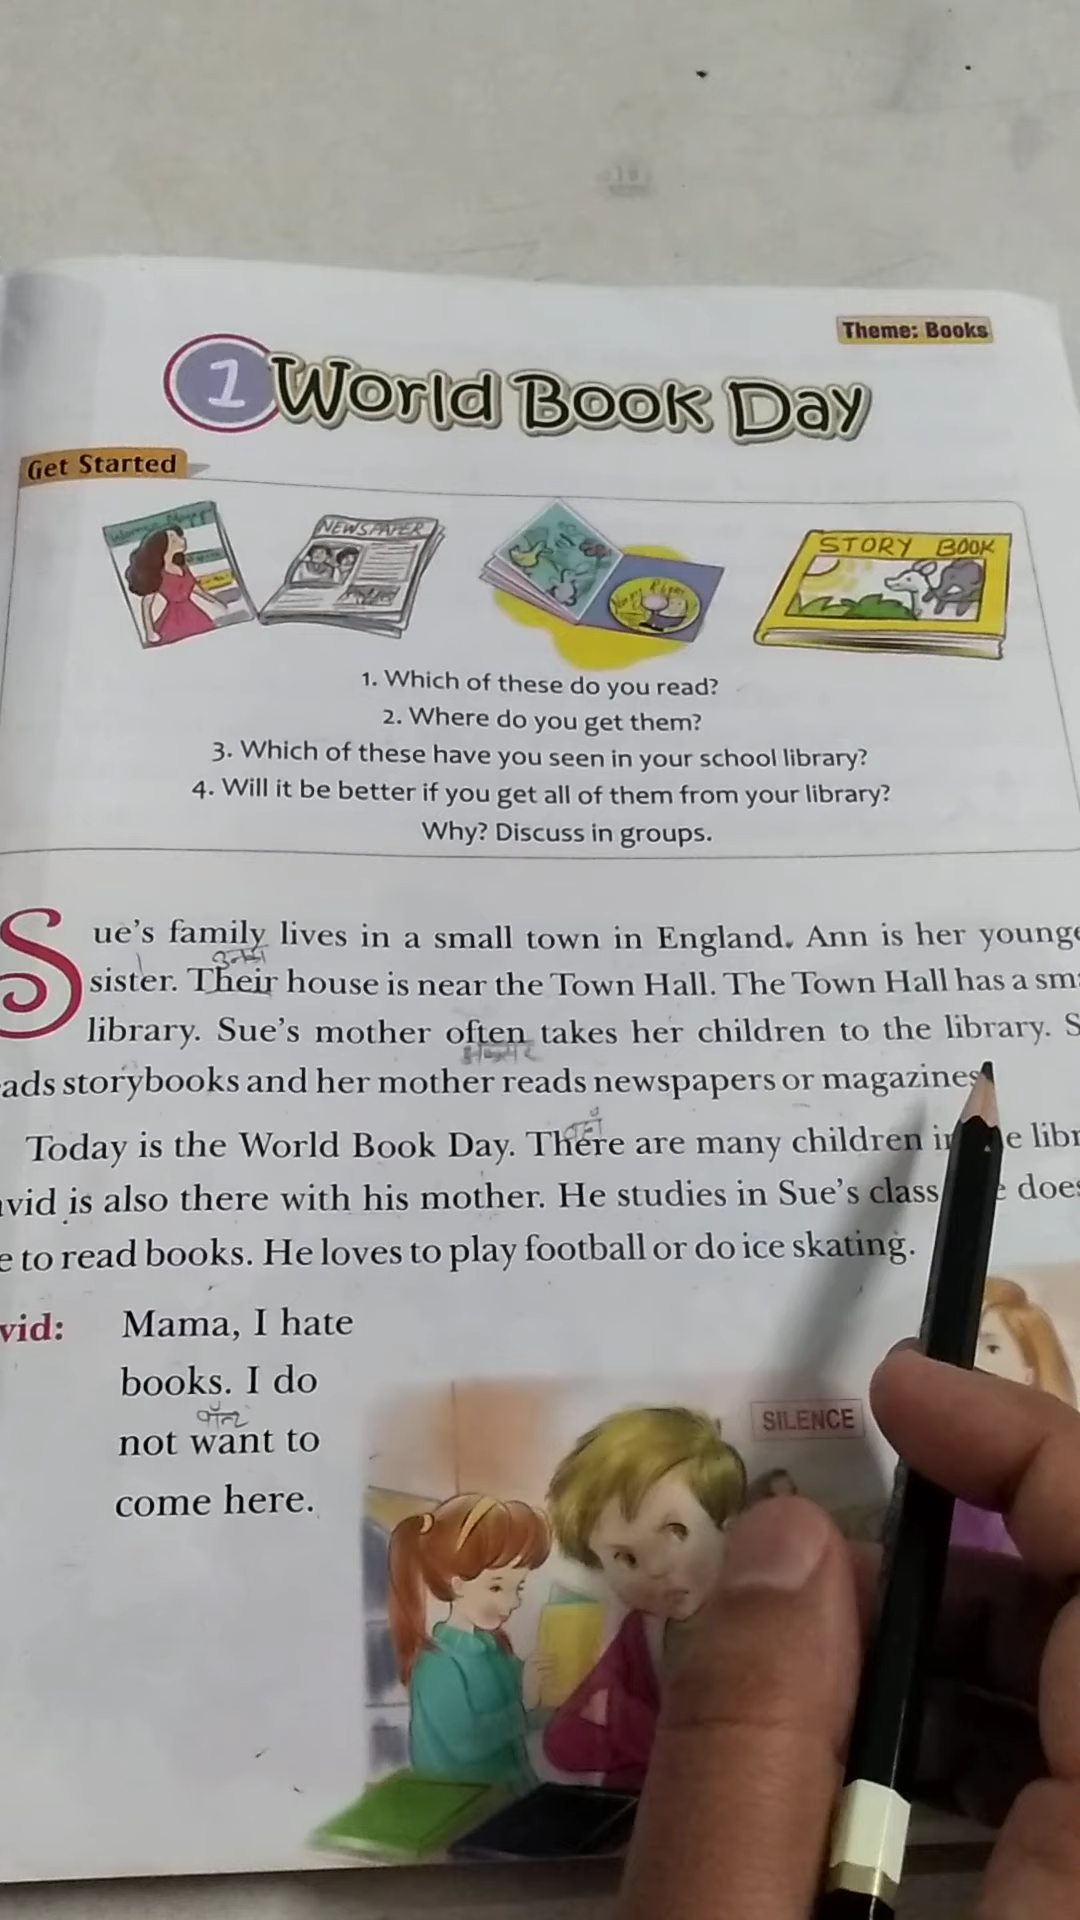 Theme: Books
1 World Book Day
Get Started
NEWSPAPER
STORY BOOK
1. Which of these do you read?
2. Where do you get them?
3. Which of these have you seen in your school library?
4. Will it be better if you get all of them from your library?
Why? Discuss in groups.
Sue's family lives in a small town in England. Ann is her
sister. Their house is near the Town Hall. The Town Hall has a
library. Sue's mother often takes her children to the library.
storybooks and her mother reads newspapers or magazines
Today is the World Book Day. There are many children
is also there with his mother. He studies in Sue's class
to read books. He loves to play football or do ice skating.
vid: Mama, I hate
books. I do
not want to
come here.
SILENCE